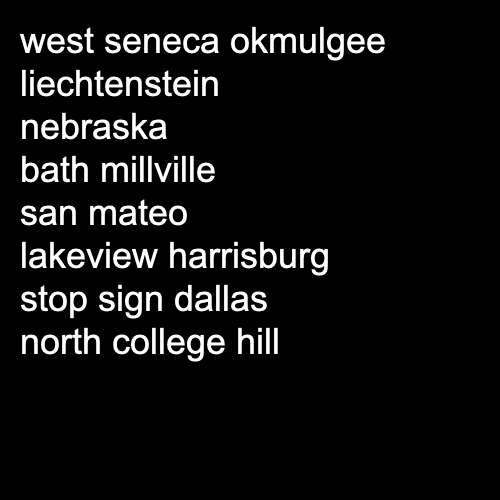 west seneca okmulgee
liechtenstein
nebraska
bath millville
san mateo
lakeview harrisburg
stop sign dallas
north college hill